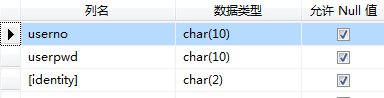 列名 数据类型 允许 Null 值
userno char(10)
userpwd char(10)
[identity] char(2)